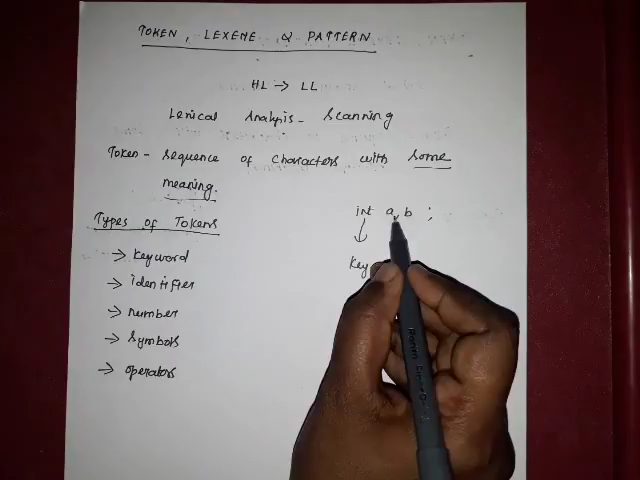 TOKEN, LEXEME & PATTERN
HL → LL
Lexical Analysis - Scanning
Token - Sequence of characters with some
meaning.
Types of Tokens
→ keyword
→ identifier
→ number
→ symbols
→ operators
int a, b ;
key